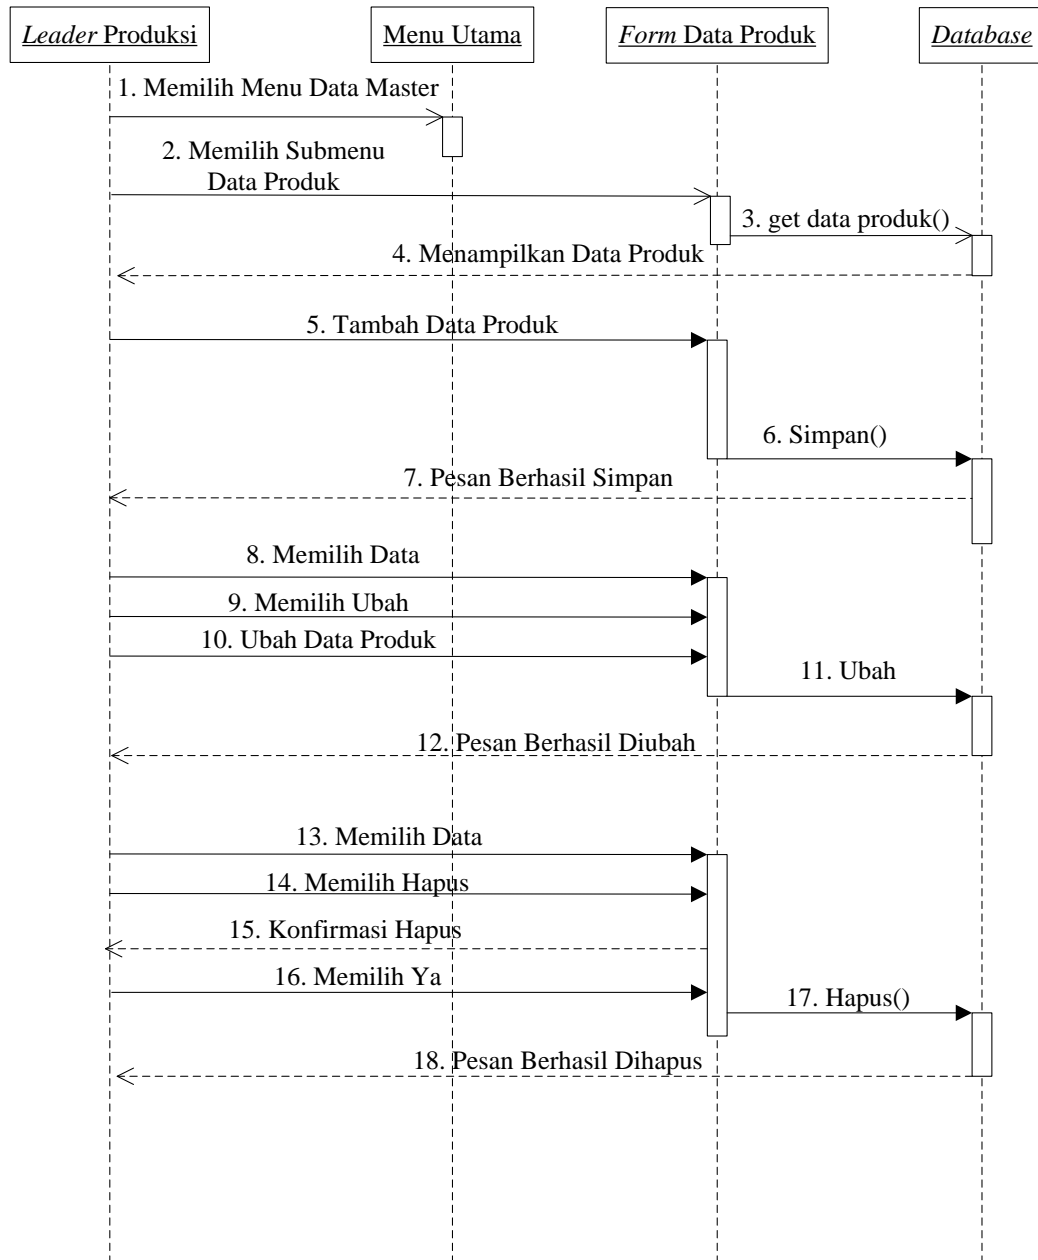 Leader Produksi
Menu Utama
Form Data Produk
Database
1. Memilih Menu Data Master
2. Memilih Submenu
Data Produk
3. get data produk()
4. Menampilkan Data Produk
5. Tambah Data Produk
6. Simpan()
7. Pesan Berhasil Simpan
8. Memilih Data
9. Memilih Ubah
10. Ubah Data Produk
11. Ubah
12. Pesan Berhasil Diubah
13. Memilih Data
14. Memilih Hapus
15. Konfirmasi Hapus
16. Memilih Ya
17. Hapus()
18. Pesan Berhasil Dihapus